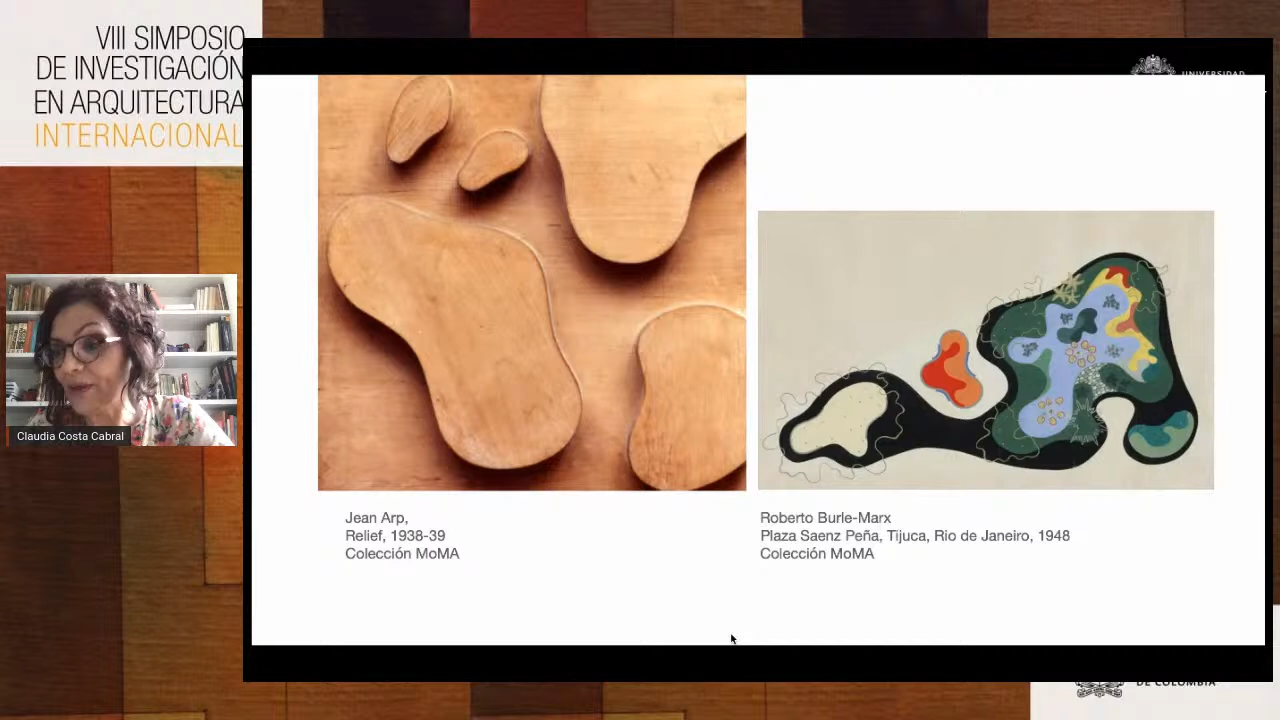 VIII SIMPOSIO
DE INVESTIGACIÓN
EN ARQUITECTURA
INTERNACIONAL
UNIVERSIDAD
Claudia Costa Cabral
Jean Arp,
Relief, 1938-39
Colección MoMA
Roberto Burle-Marx
Plaza Saenz Peña, Tijuca, Rio de Janeiro, 1948
Colección MoMA
DE COLOMBIA